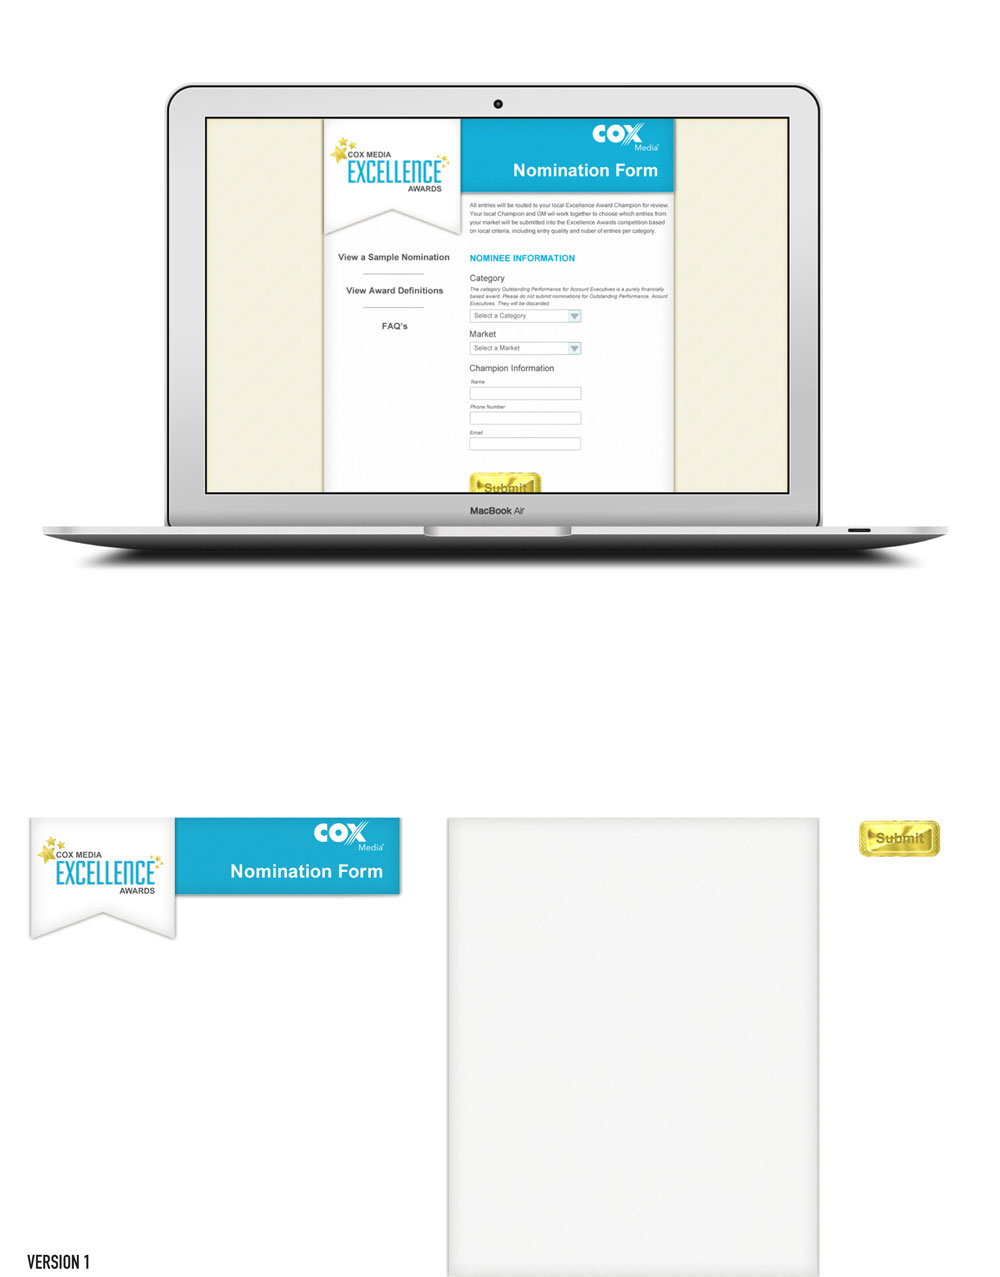 COX MEDIA
EXCELLENCE
AWARDS
COX
Media®
Nomination Form
All entries will be routed to your local Excellence Award Champion for review.
Your local Champion and GM wil work together to choose which entries from
your market will be submitted into the Excellence Awards competition based
on local criteria, including entry quality and nuber of entries per category.
View a Sample Nomination
View Award Definitions
FAQ's
NOMINEE INFORMATION
Category
The category Outstanding Performance for Account Executives is a purely financially
based award. Please do not submit nominations for Outstanding Performance, Acount
Executives. They will be discarded.
Select a Category
Market
Select a Market
Champion Information
Name
Phone Number
Email
Submit
MacBook Air
COX MEDIA
EXCELLENCE
AWARDS
COX
Media®
Nomination Form
Submit
VERSION 1